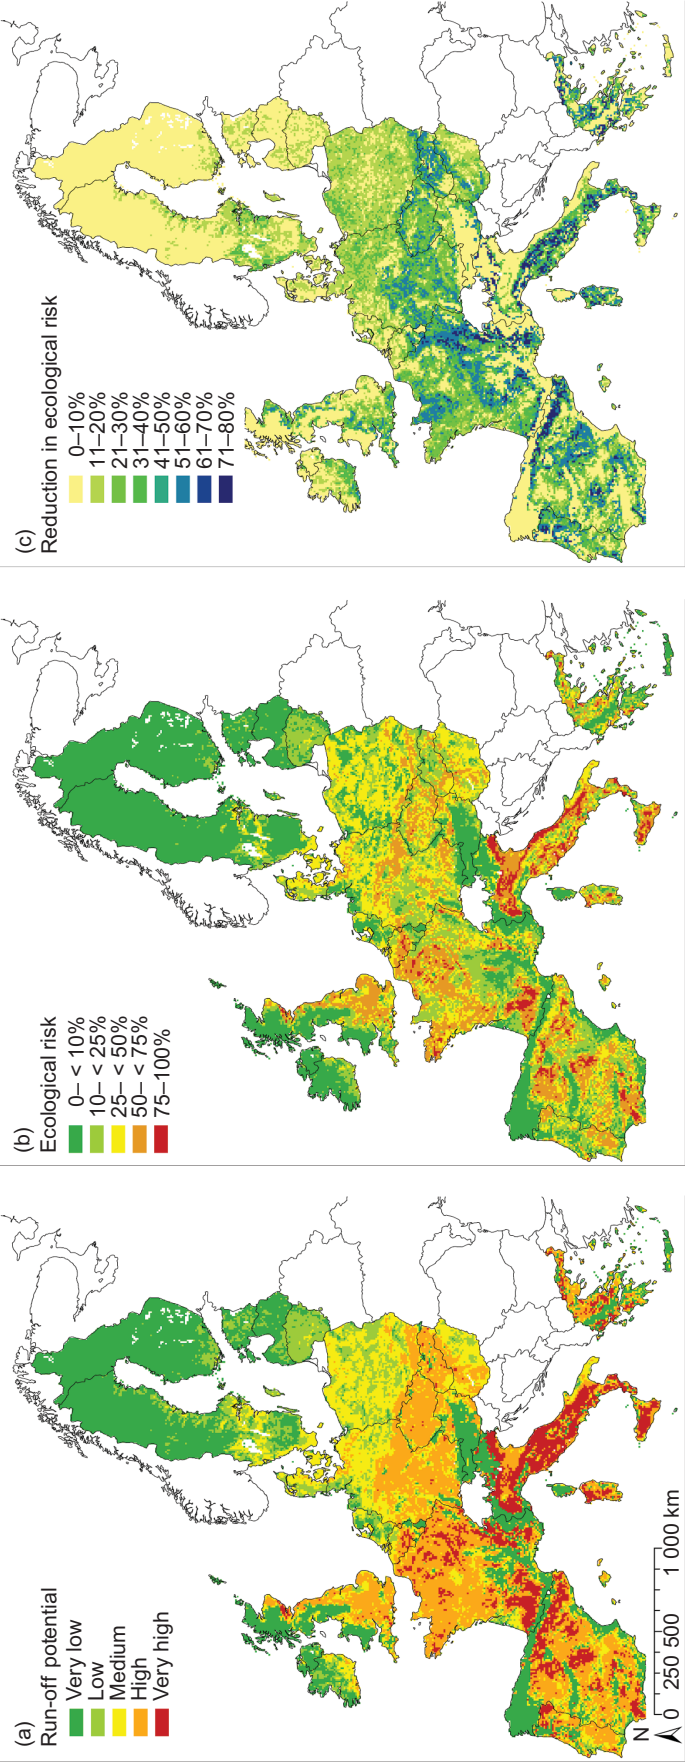 (a)
Run-off potential
Very low
Low
Medium
High
Very high
N
0 250 500 1 000 km
(b)
Ecological risk
0– < 10%
10– < 25%
25– < 50%
50– < 75%
75–100%
(c)
Reduction in ecological risk
0–10%
11–20%
21–30%
31–40%
41–50%
51–60%
61–70%
71–80%